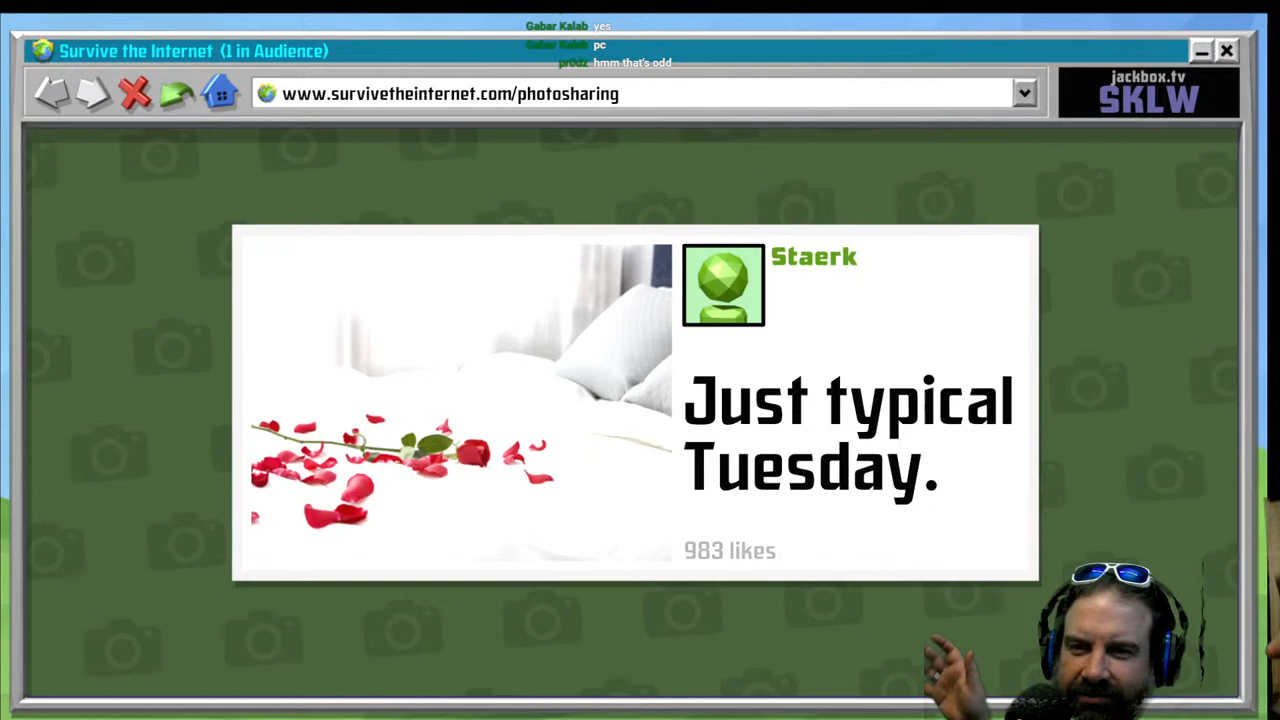 Gabar Kalab yes
Survive the Internet (1 in Audience)
Gabar Kalab pc
pr0dz hmm that's odd
www.survivetheinternet.com/photosharing
jackbox.tv
SKLW
Staerk
Just typical
Tuesday.
983 likes